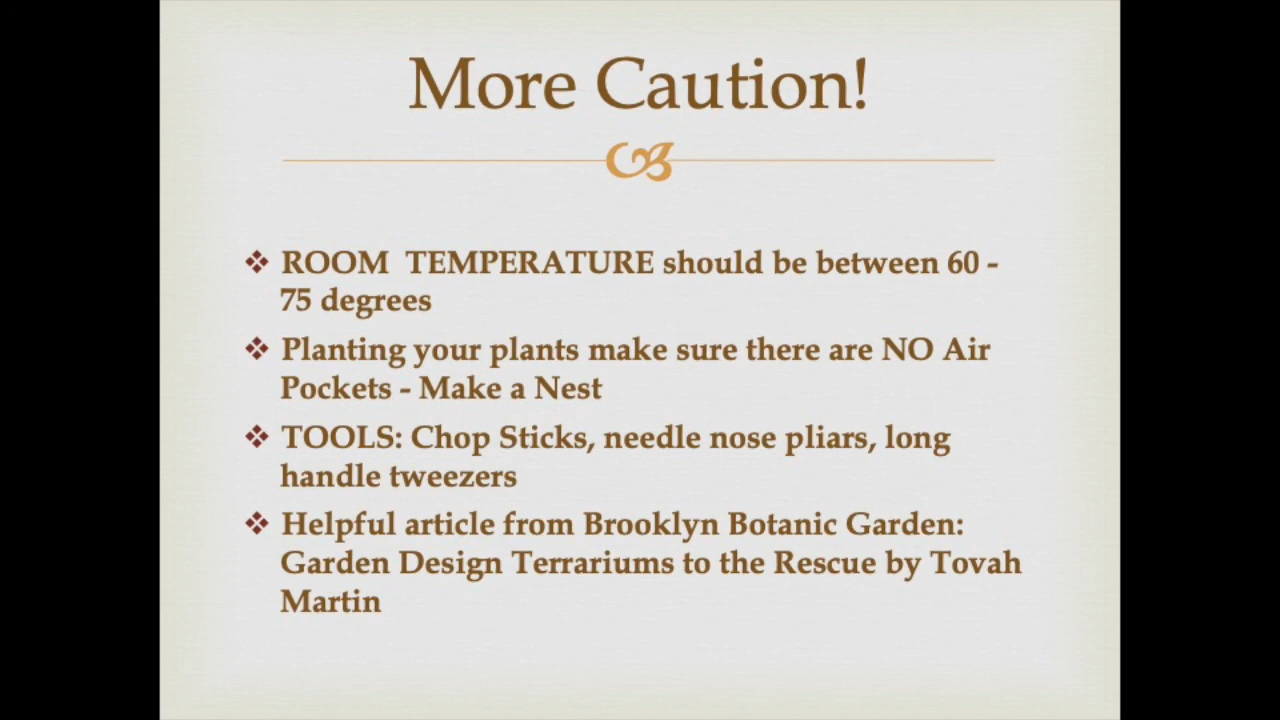 More Caution!
ROOM TEMPERATURE should be between 60 -
75 degrees
Planting your plants make sure there are NO Air
Pockets - Make a Nest
TOOLS: Chop Sticks, needle nose pliars, long
handle tweezers
Helpful article from Brooklyn Botanic Garden:
Garden Design Terrariums to the Rescue by Tovah
Martin